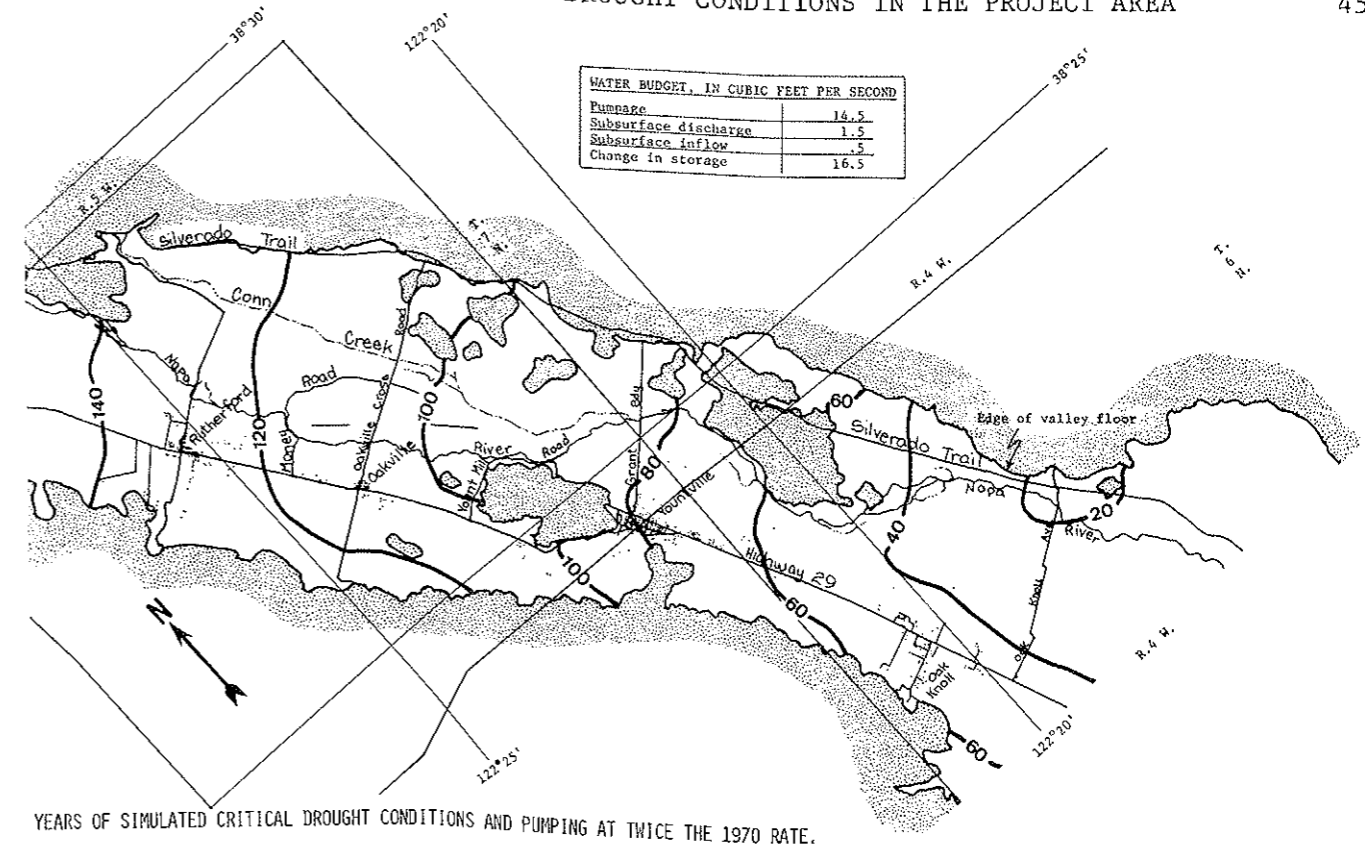 DROUGHT CONDITIONS IN THE PROJECT AREA
45
38°30'
122°20'
38°25'
WATER BUDGET, IN CUBIC FEET PER SECOND
Pumpage 14.5
Subsurface discharge 1.5
Subsurface inflow .5
Change in storage 16.5
R.5 W.
T. 7 N.
R.4 W.
T. 6 N.
Silverado Trail
Conn Creek
Napa
Rutherford
Road
Manley
Oakville Cross Road
Oakville
Yount Mill Road
River
Grant Bdy
Yountville
Highway 29
Silverado Trail
Edge of valley floor
Napa River
Oak Knoll Av
Oak Knoll
140
120
100
100
80
60
60
60
40
20
N
R.4 W.
122°25'
122°20'
YEARS OF SIMULATED CRITICAL DROUGHT CONDITIONS AND PUMPING AT TWICE THE 1970 RATE.